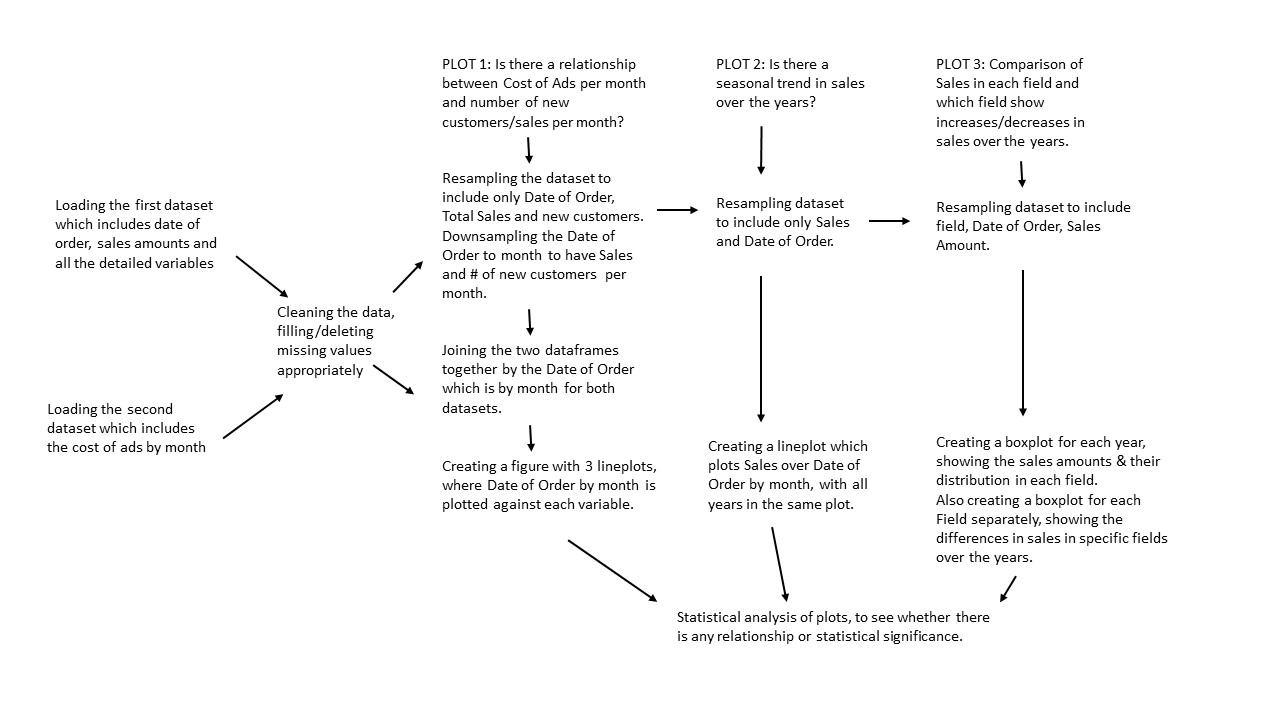 Loading the first dataset
which includes date of
order, sales amounts and
all the detailed variables
Loading the second
dataset which includes
the cost of ads by month
Cleaning the data,
filling/deleting
missing values
appropriately
PLOT 1: Is there a relationship
between Cost of Ads per month
and number of new
customers/sales per month?
Resampling the dataset to
include only Date of Order,
Total Sales and new customers.
Downsampling the Date of
Order to month to have Sales
and # of new customers per
month.
Joining the two dataframes
together by the Date of Order
which is by month for both
datasets.
Creating a figure with 3 lineplots,
where Date of Order by month is
plotted against each variable.
PLOT 2: Is there a
seasonal trend in sales
over the years?
Resampling dataset
to include only Sales
and Date of Order.
Creating a lineplot which
plots Sales over Date of
Order by month, with all
years in the same plot.
PLOT 3: Comparison of
Sales in each field and
which field show
increases/decreases in
sales over the years.
Resampling dataset to include
field, Date of Order, Sales
Amount.
Creating a boxplot for each year,
showing the sales amounts & their
distribution in each field.
Also creating a boxplot for each
Field separately, showing the
differences in sales in specific fields
over the years.
Statistical analysis of plots, to see whether there
is any relationship or statistical significance.